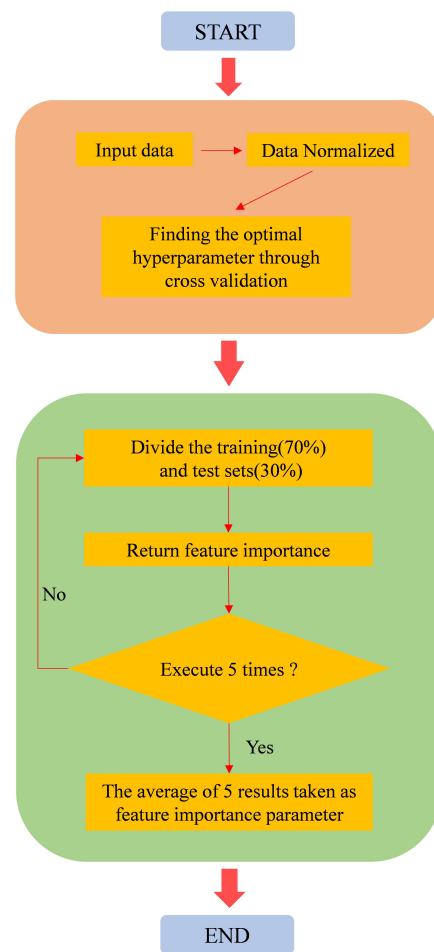 START
Input data
Data Normalized
Finding the optimal
hyperparameter through
cross validation
Divide the training(70%)
and test sets(30%)
Return feature importance
No
Execute 5 times ?
Yes
The average of 5 results taken as
feature importance parameter
END